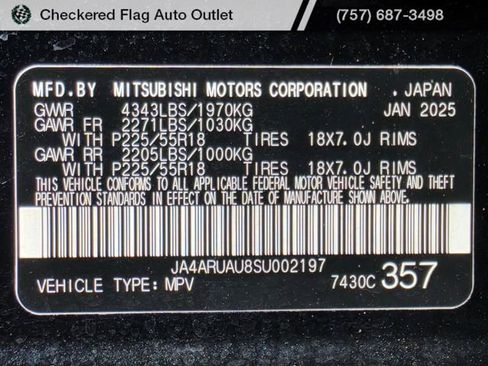 Checkered Flag Auto Outlet (757) 687-3498
MFD.BY MITSUBISHI MOTORS CORPORATION . JAPAN
GVWR 4343LBS/1970KG JAN 2025
GAWR FR 2271LBS/1030KG
WITH P225/55R18 TIRES 18X7.0J RIMS
GAWR RR 2205LBS/1000KG
WITH P225/55R18 TIRES 18X7.0J RIMS
THIS VEHICLE CONFORMS TO ALL APPLICABLE FEDERAL MOTOR VEHICLE SAFETY AND THEFT
PREVENTION STANDARDS IN EFFECT ON THE DATE OF MANUFACTURE SHOWN ABOVE.
JA4ARUAU8SU002197
VEHICLE TYPE:MPV 7430C 357